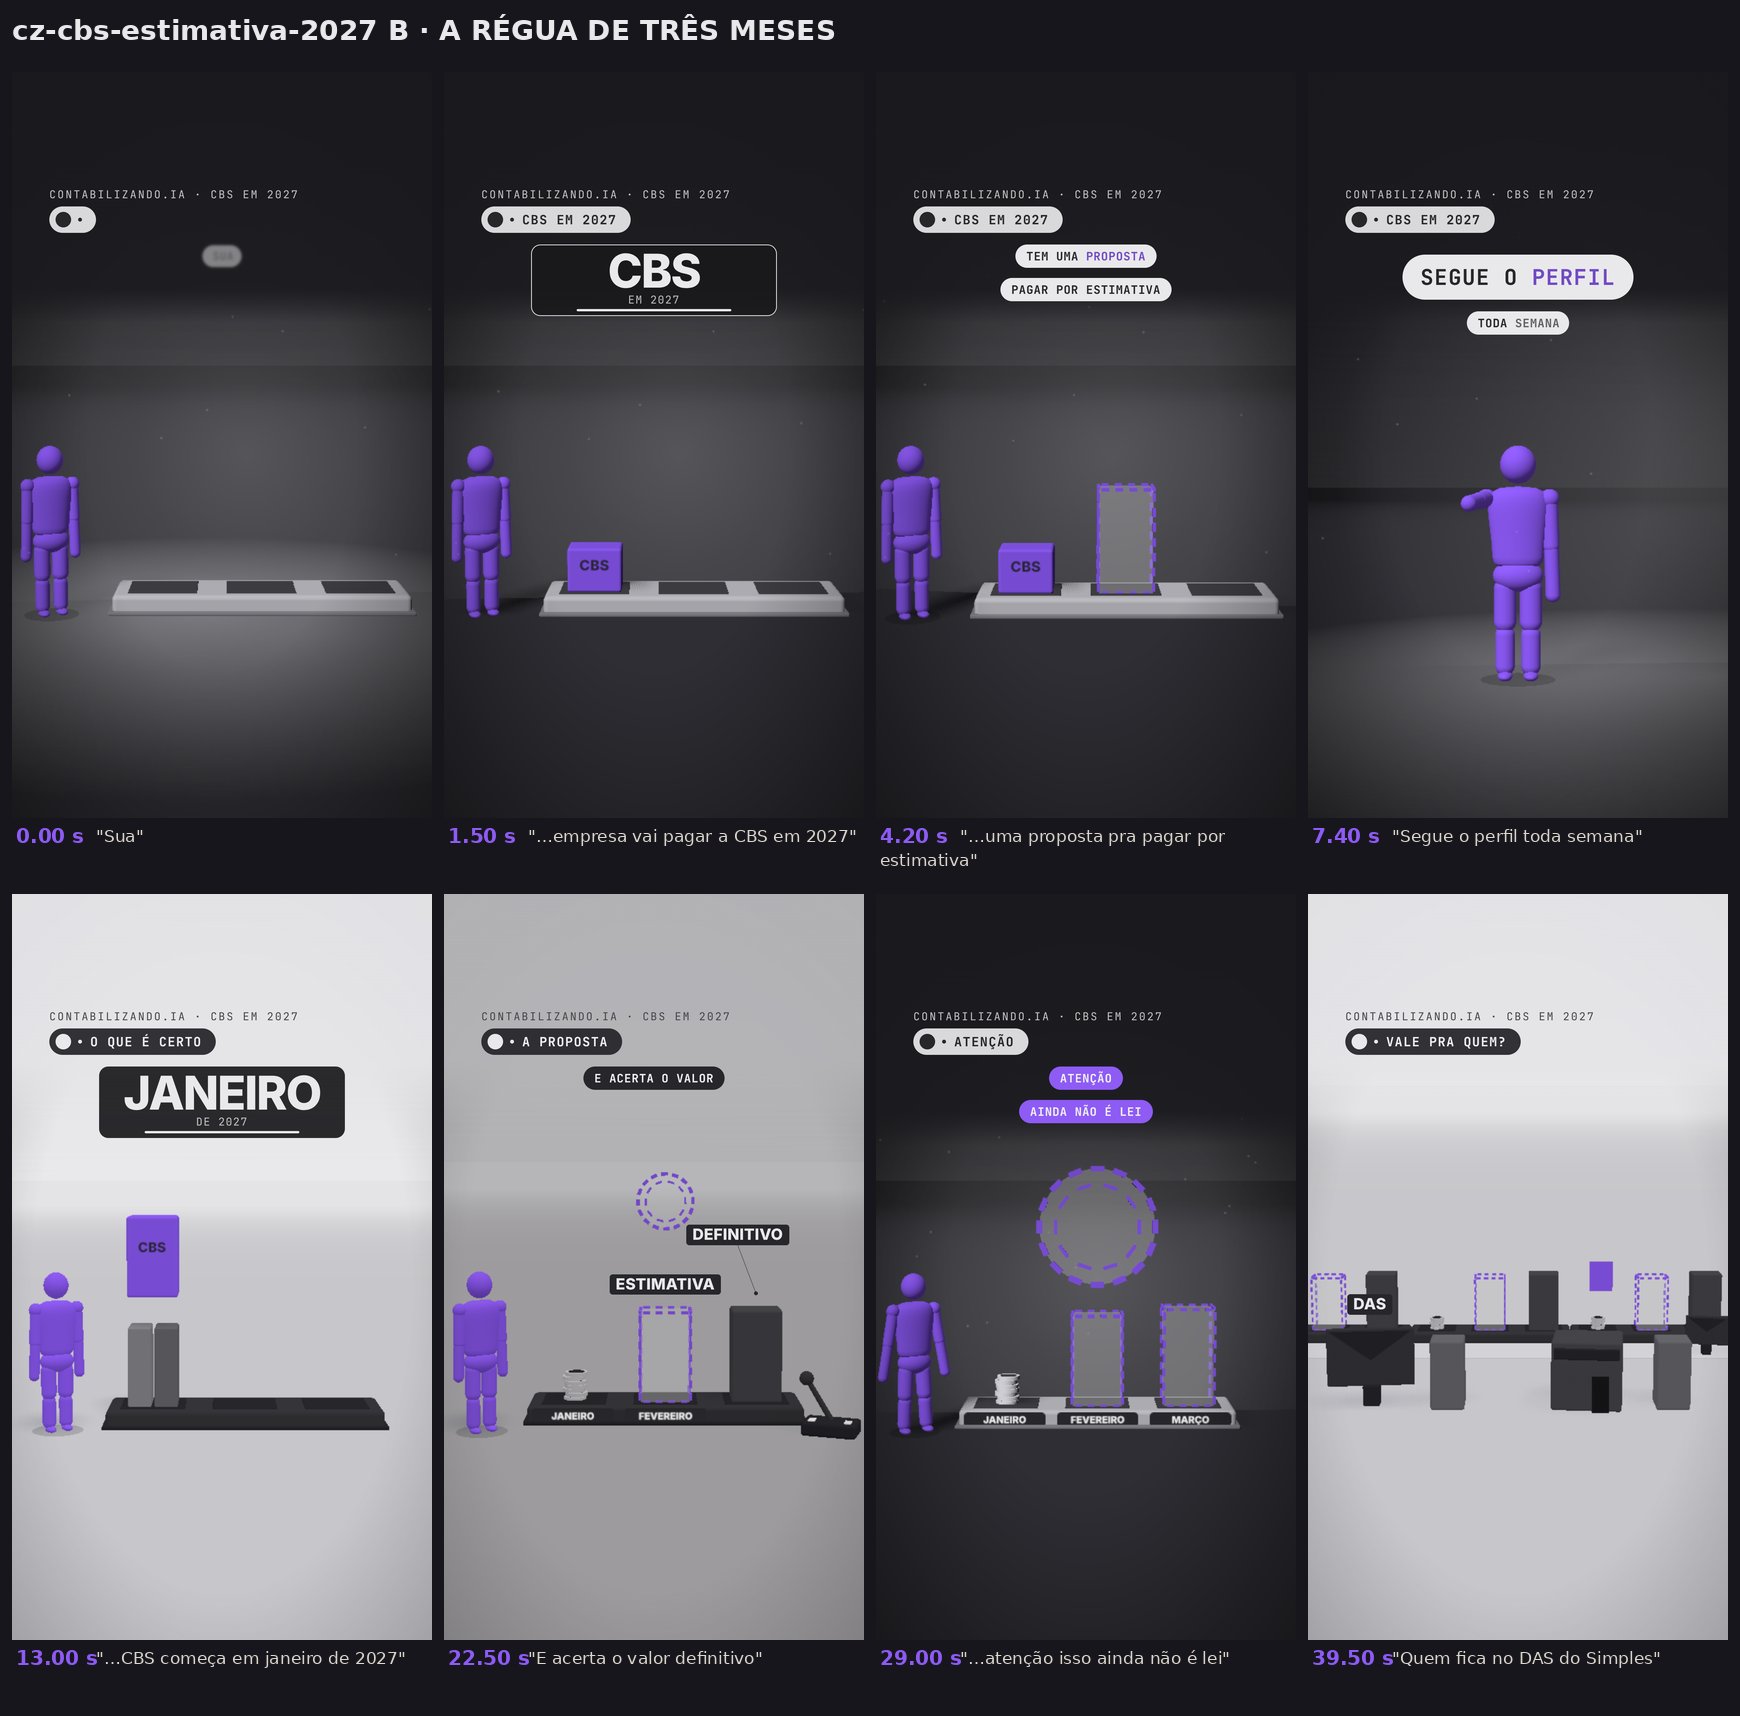 cz-cbs-estimativa-2027 B · A RÉGUA DE TRÊS MESES
CONTABILIZANDO.IA · CBS EM 2027
•
SUA
0.00 s "Sua"
CONTABILIZANDO.IA · CBS EM 2027
• CBS EM 2027
CBS
EM 2027
CBS
1.50 s "...empresa vai pagar a CBS em 2027"
CONTABILIZANDO.IA · CBS EM 2027
• CBS EM 2027
TEM UMA PROPOSTA
PAGAR POR ESTIMATIVA
CBS
4.20 s "...uma proposta pra pagar por
estimativa"
CONTABILIZANDO.IA · CBS EM 2027
• CBS EM 2027
SEGUE O PERFIL
TODA SEMANA
7.40 s "Segue o perfil toda semana"
CONTABILIZANDO.IA · CBS EM 2027
• O QUE É CERTO
JANEIRO
DE 2027
CBS
13.00 s "...CBS começa em janeiro de 2027"
CONTABILIZANDO.IA · CBS EM 2027
• A PROPOSTA
E ACERTA O VALOR
DEFINITIVO
ESTIMATIVA
JANEIRO
FEVEREIRO
22.50 s "E acerta o valor definitivo"
CONTABILIZANDO.IA · CBS EM 2027
• ATENÇÃO
ATENÇÃO
AINDA NÃO É LEI
JANEIRO
FEVEREIRO
MARÇO
29.00 s "...atenção isso ainda não é lei"
CONTABILIZANDO.IA · CBS EM 2027
• VALE PRA QUEM?
DAS
39.50 s "Quem fica no DAS do Simples"